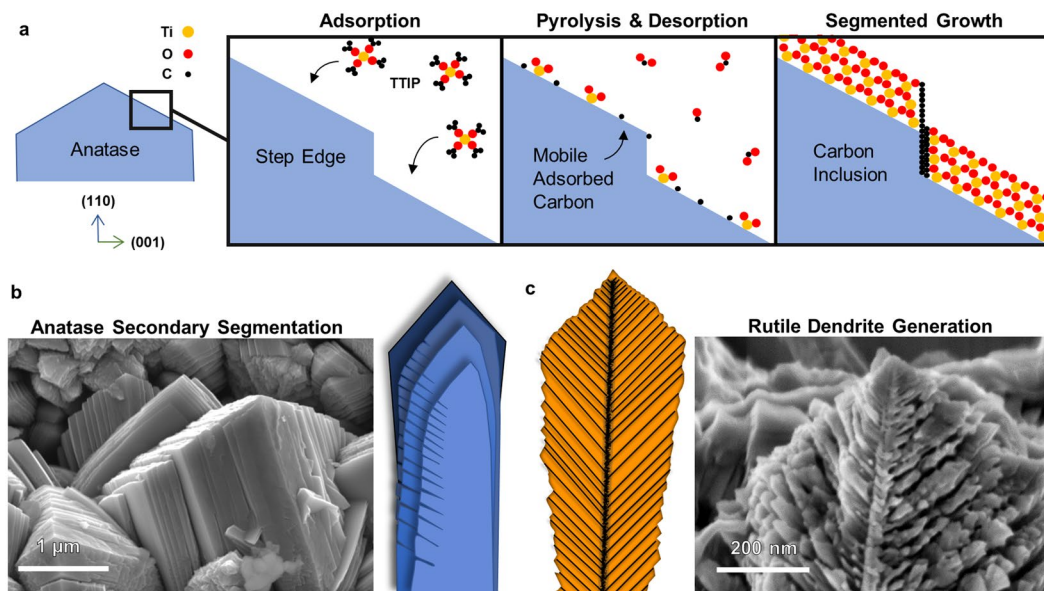 a
Ti
O
C
Anatase
(110)
(001)
Adsorption
TTIP
Step Edge
Pyrolysis & Desorption
Mobile
Adsorbed
Carbon
Segmented Growth
Carbon
Inclusion
b
Anatase Secondary Segmentation
1 µm
c
Rutile Dendrite Generation
200 nm